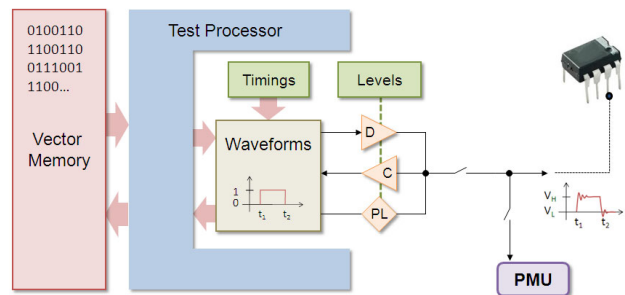 0100110
1100110
0111001
1100...
Vector
Memory
Test Processor
Timings
Levels
Waveforms
1
0
t1 t2
D
C
PL
VH
VL
t1 t2
PMU